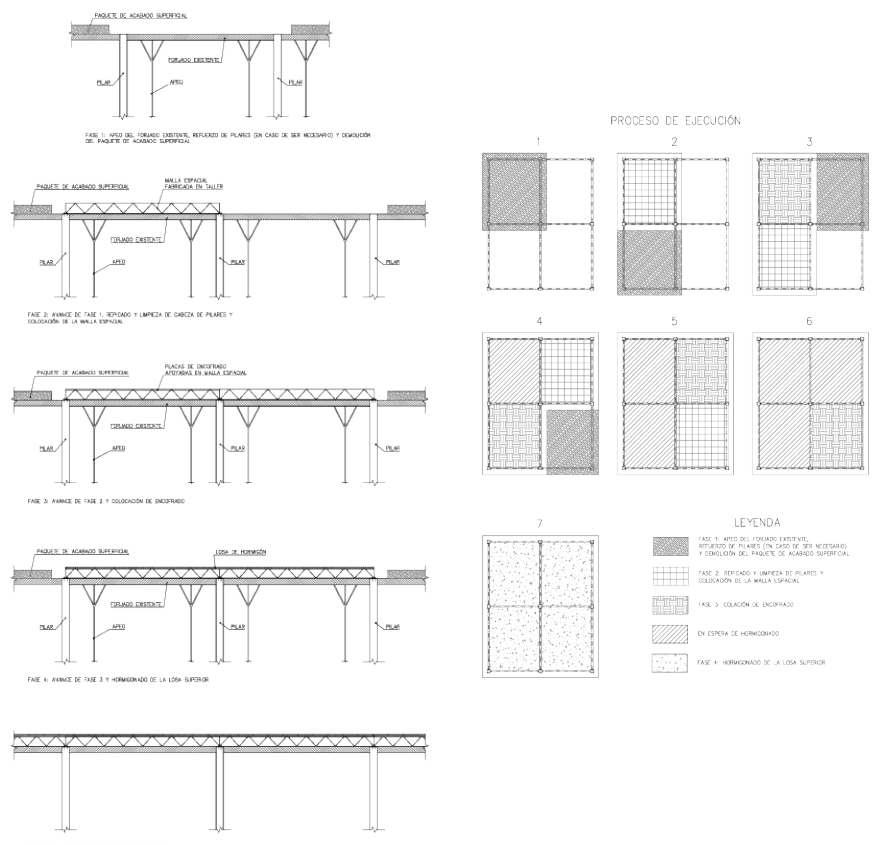 PAQUETE DE ACABADO SUPERFICIAL
FORJADO EXISTENTE
PILAR
APEO
PILAR
FASE 1: APEO DEL FORJADO EXISTENTE, REFUERZO DE PILARES (EN CASO DE SER NECESARIO) Y DEMOLICIÓN
DEL PAQUETE DE ACABADO SUPERFICIAL
MALLA ESPACIAL
FABRICADA EN TALLER
PAQUETE DE ACABADO SUPERFICIAL
FORJADO EXISTENTE
PILAR
APEO
PILAR
PILAR
FASE 2: AVANCE DE FASE 1, REPICADO Y LIMPIEZA DE CABEZA DE PILARES Y
COLOCACIÓN DE LA MALLA ESPACIAL
PLACAS DE ENCOFRADO
APOYADAS EN MALLA ESPACIAL
PAQUETE DE ACABADO SUPERFICIAL
FORJADO EXISTENTE
PILAR
APEO
PILAR
PILAR
FASE 3: AVANCE DE FASE 2 Y COLOCACIÓN DE ENCOFRADO
PAQUETE DE ACABADO SUPERFICIAL
LOSA DE HORMIGÓN
FORJADO EXISTENTE
PILAR
APEO
PILAR
PILAR
FASE 4: AVANCE DE FASE 3 Y HORMIGONADO DE LA LOSA SUPERIOR
PROCESO DE EJECUCIÓN
1
2
3
4
5
6
7
LEYENDA
FASE 1: APEO DEL FORJADO EXISTENTE,
REFUERZO DE PILARES (EN CASO DE SER NECESARIO)
Y DEMOLICIÓN DEL PAQUETE DE ACABADO SUPERFICIAL
FASE 2: REPICADO Y LIMPIEZA DE PILARES Y
COLOCACIÓN DE LA MALLA ESPACIAL
FASE 3: COLACIÓN DE ENCOFRADO
EN ESPERA DE HORMIGONADO
FASE 4: HORMIGONADO DE LA LOSA SUPERIOR